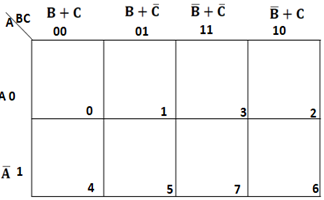 A BC
B + C B + C̄ B̄ + C̄ B̄ + C
00 01 11 10
A 0
0 1 3 2
Ā 1
4 5 7 6